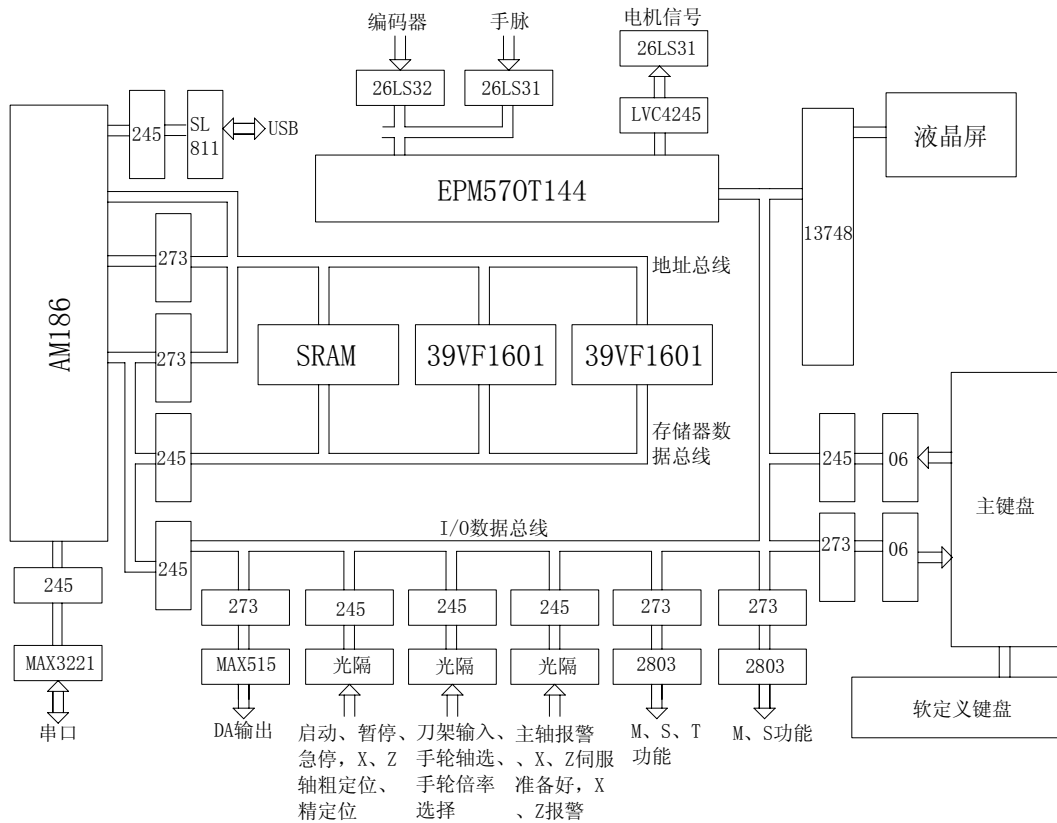 编码器
手脉
电机信号
26LS31
26LS32
26LS31
LVC4245
245
SL
811
USB
液晶屏
EPM570T144
13748
273
地址总线
AM186
273
SRAM
39VF1601
39VF1601
245
存储器数
据总线
245
06
主键盘
I/O数据总线
245
273
06
245
273
245
245
245
273
273
MAX3221
MAX515
光隔
光隔
光隔
2803
2803
软定义键盘
串口
DA输出
启动、暂停、
急停，X、Z
轴粗定位、
精定位
刀架输入、
手轮轴选、
手轮倍率
选择
主轴报警
、X、Z伺服
准备好，X
、Z报警
M、S、T
功能
M、S功能